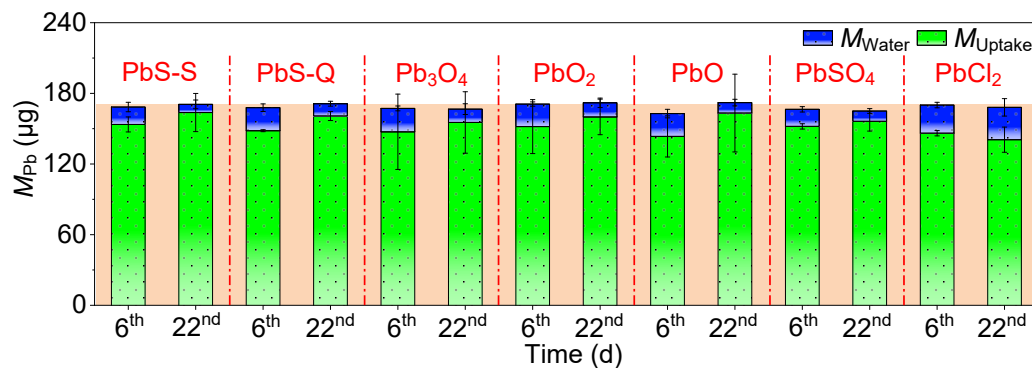 240
180
120
60
0
M_Pb (µg)
M_Water M_Uptake
PbS-S PbS-Q Pb₃O₄ PbO₂ PbO PbSO₄ PbCl₂
6ᵗʰ 22ⁿᵈ 6ᵗʰ 22ⁿᵈ 6ᵗʰ 22ⁿᵈ 6ᵗʰ 22ⁿᵈ 6ᵗʰ 22ⁿᵈ 6ᵗʰ 22ⁿᵈ 6ᵗʰ 22ⁿᵈ
Time (d)